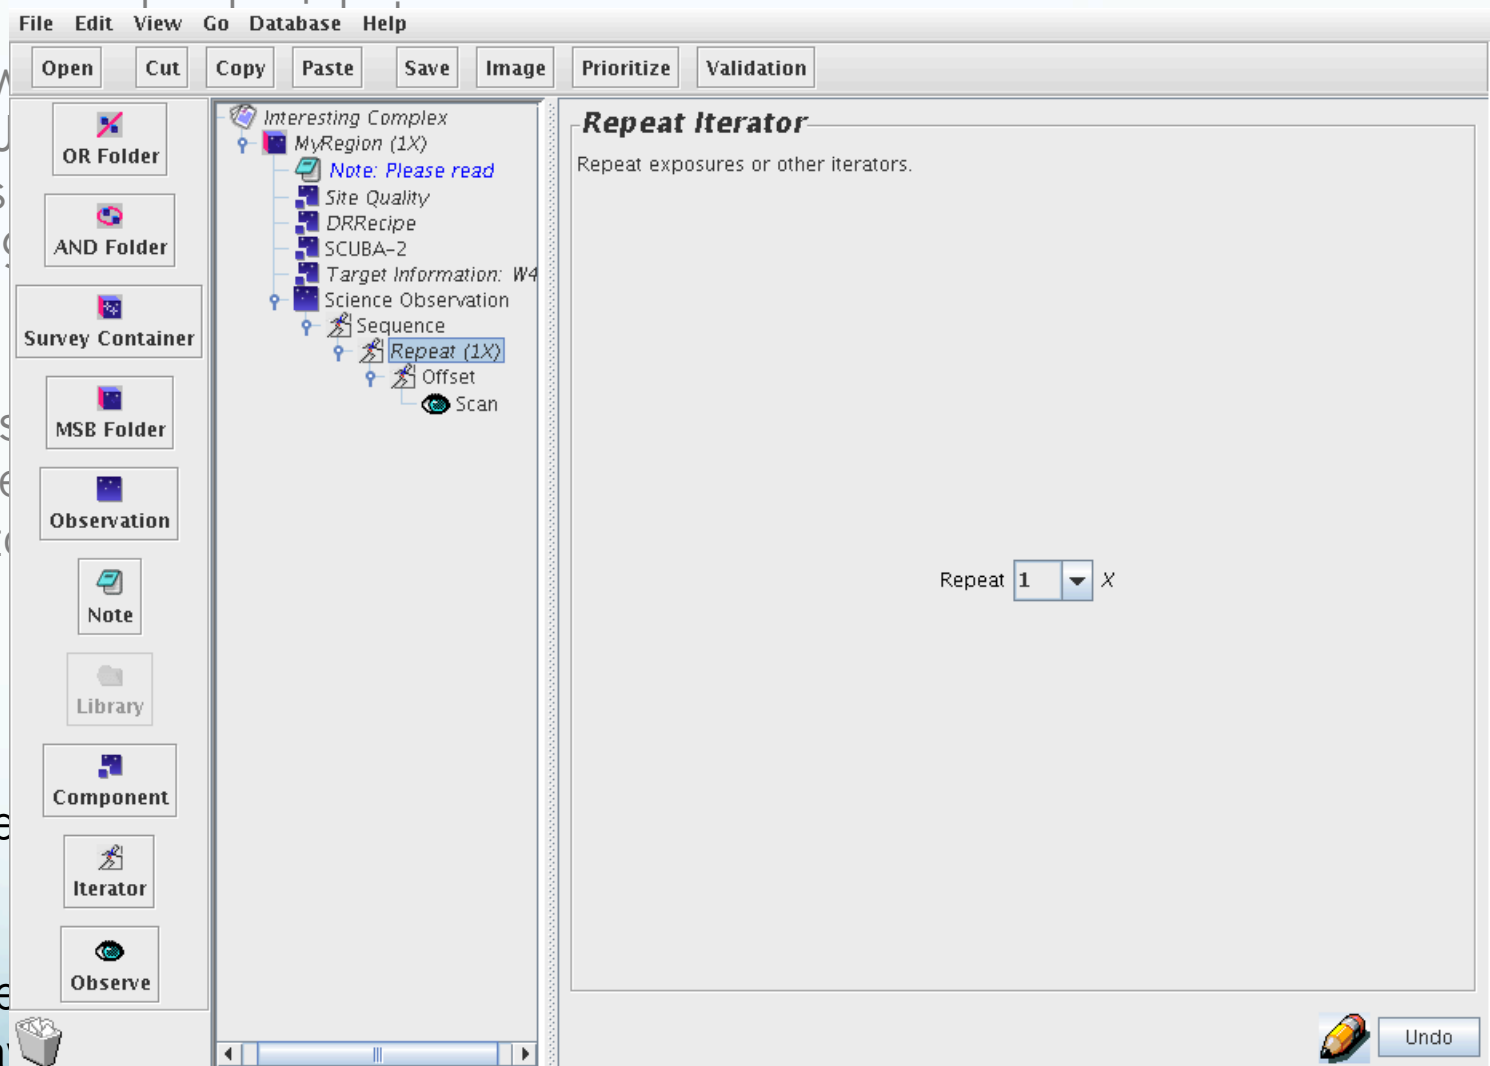 File Edit View Go Database Help
Open Cut Copy Paste Save Image Prioritize Validation
OR Folder
AND Folder
Survey Container
MSB Folder
Observation
Note
Library
Component
Iterator
Observe
Interesting Complex
MyRegion (1X)
Note: Please read
Site Quality
DRRecipe
SCUBA-2
Target Information: W4
Science Observation
Sequence
Repeat (1X)
Offset
Scan
Repeat Iterator
Repeat exposures or other iterators.
Repeat 1 X
Undo